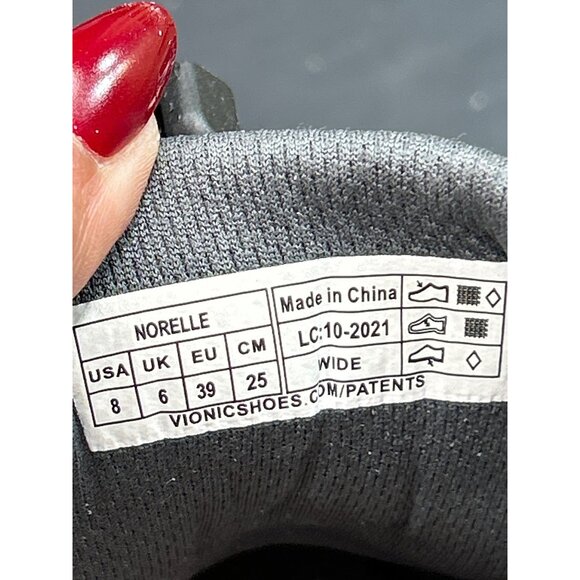 NORELLE
USA UK EU CM
8 6 39 25
Made in China
LC:10-2021
WIDE
VIONICSHOES.COM/PATENTS